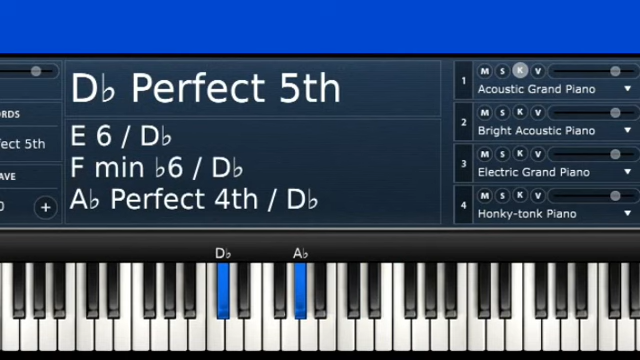 D♭ Perfect 5th
E 6 / D♭
F min ♭6 / D♭
A♭ Perfect 4th / D♭
ORDS
fect 5th
AVE
0 +
1 M S K V
Acoustic Grand Piano
2 M S K V
Bright Acoustic Piano
3 M S K V
Electric Grand Piano
4 M S K V
Honky-tonk Piano
D♭ A♭